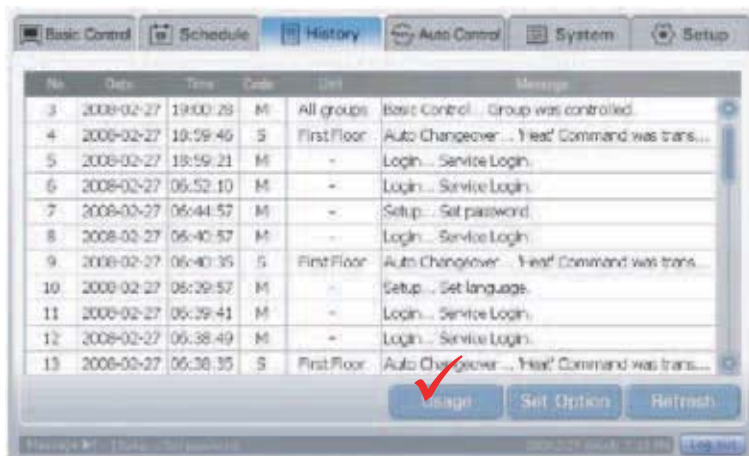 Basic Control Schedule History Auto Control System Setup
No Date Time Code Unit Message
3 2008-02-27 19:00:28 M All groups Basic Control... Group was controlled.
4 2008-02-27 18:59:46 S First Floor Auto Changeover ... 'Heat' Command was trans...
5 2008-02-27 18:59:21 M - Login... Service Login.
6 2008-02-27 06:52:10 M - Login... Service Login.
7 2008-02-27 06:44:57 M - Setup... Set password.
8 2008-02-27 06:40:57 M - Login... Service Login.
9 2008-02-27 06:40:35 S First Floor Auto Changeover ... 'Heat' Command was trans...
10 2008-02-27 06:39:57 M - Setup... Set language.
11 2008-02-27 06:39:41 M - Login... Service Login.
12 2008-02-27 06:38:49 M - Login... Service Login.
13 2008-02-27 06:38:35 S First Floor Auto Changeover ... 'Heat' Command was trans...
Usage Set Option Refresh
Log out